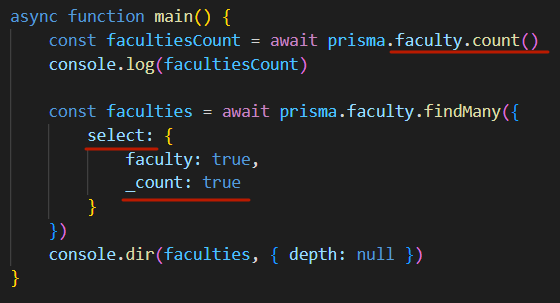 async function main() {
    const facultiesCount = await prisma.faculty.count()
    console.log(facultiesCount)

    const faculties = await prisma.faculty.findMany({
        select: {
            faculty: true,
            _count: true
        }
    })
    console.dir(faculties, { depth: null })
}